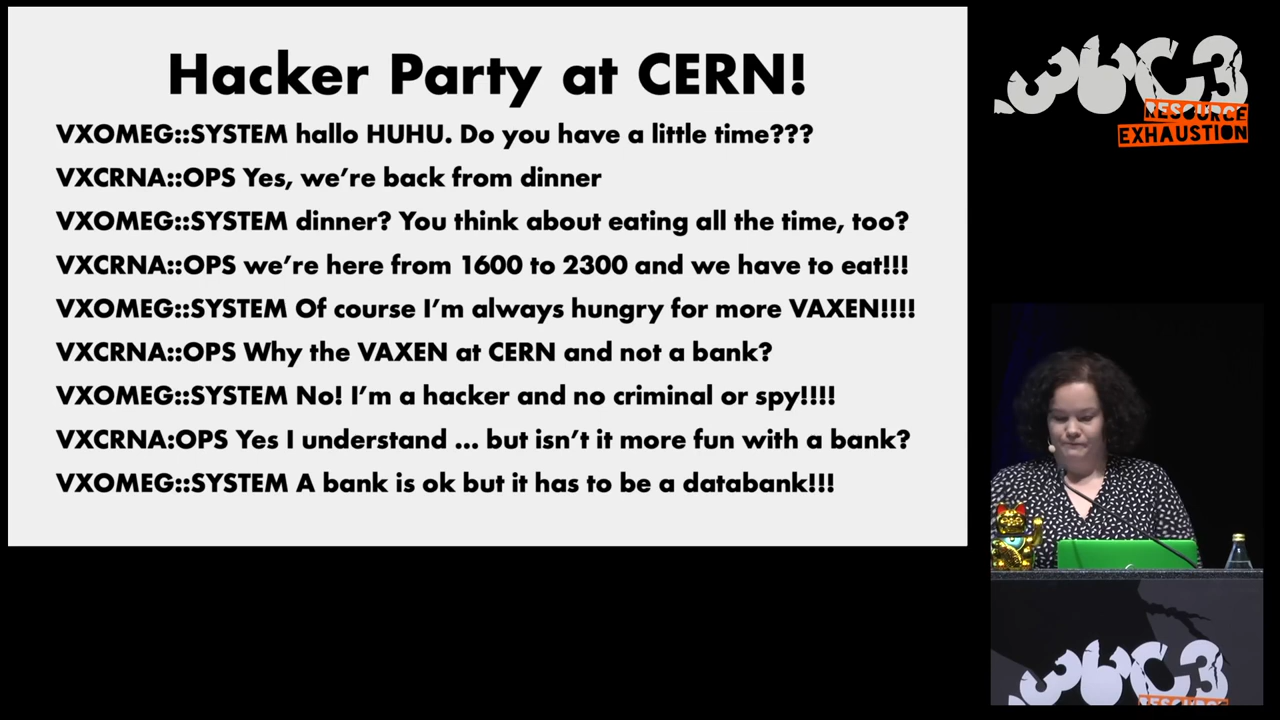 Hacker Party at CERN!
VXOMEG::SYSTEM hallo HUHU. Do you have a little time???
VXCRNA::OPS Yes, we're back from dinner
VXOMEG::SYSTEM dinner? You think about eating all the time, too?
VXCRNA::OPS we're here from 1600 to 2300 and we have to eat!!!
VXOMEG::SYSTEM Of course I'm always hungry for more VAXEN!!!!
VXCRNA::OPS Why the VAXEN at CERN and not a bank?
VXOMEG::SYSTEM No! I'm a hacker and no criminal or spy!!!!
VXCRNA:OPS Yes I understand ... but isn't it more fun with a bank?
VXOMEG::SYSTEM A bank is ok but it has to be a databank!!!
36C3
RESOURCE
EXHAUSTION
36C3
RESOURCE